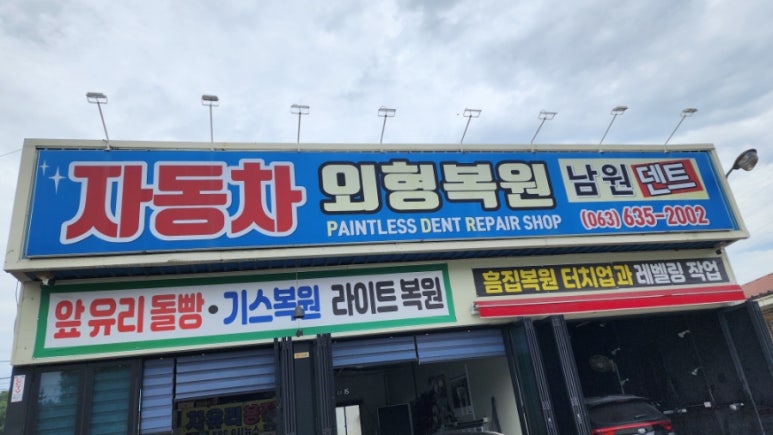 자동차 외형복원 남원 덴트
PAINTLESS DENT REPAIR SHOP (063) 635-2002
앞유리돌빵·기스복원 라이트복원
흠집복원 터치업과 레벨링 작업